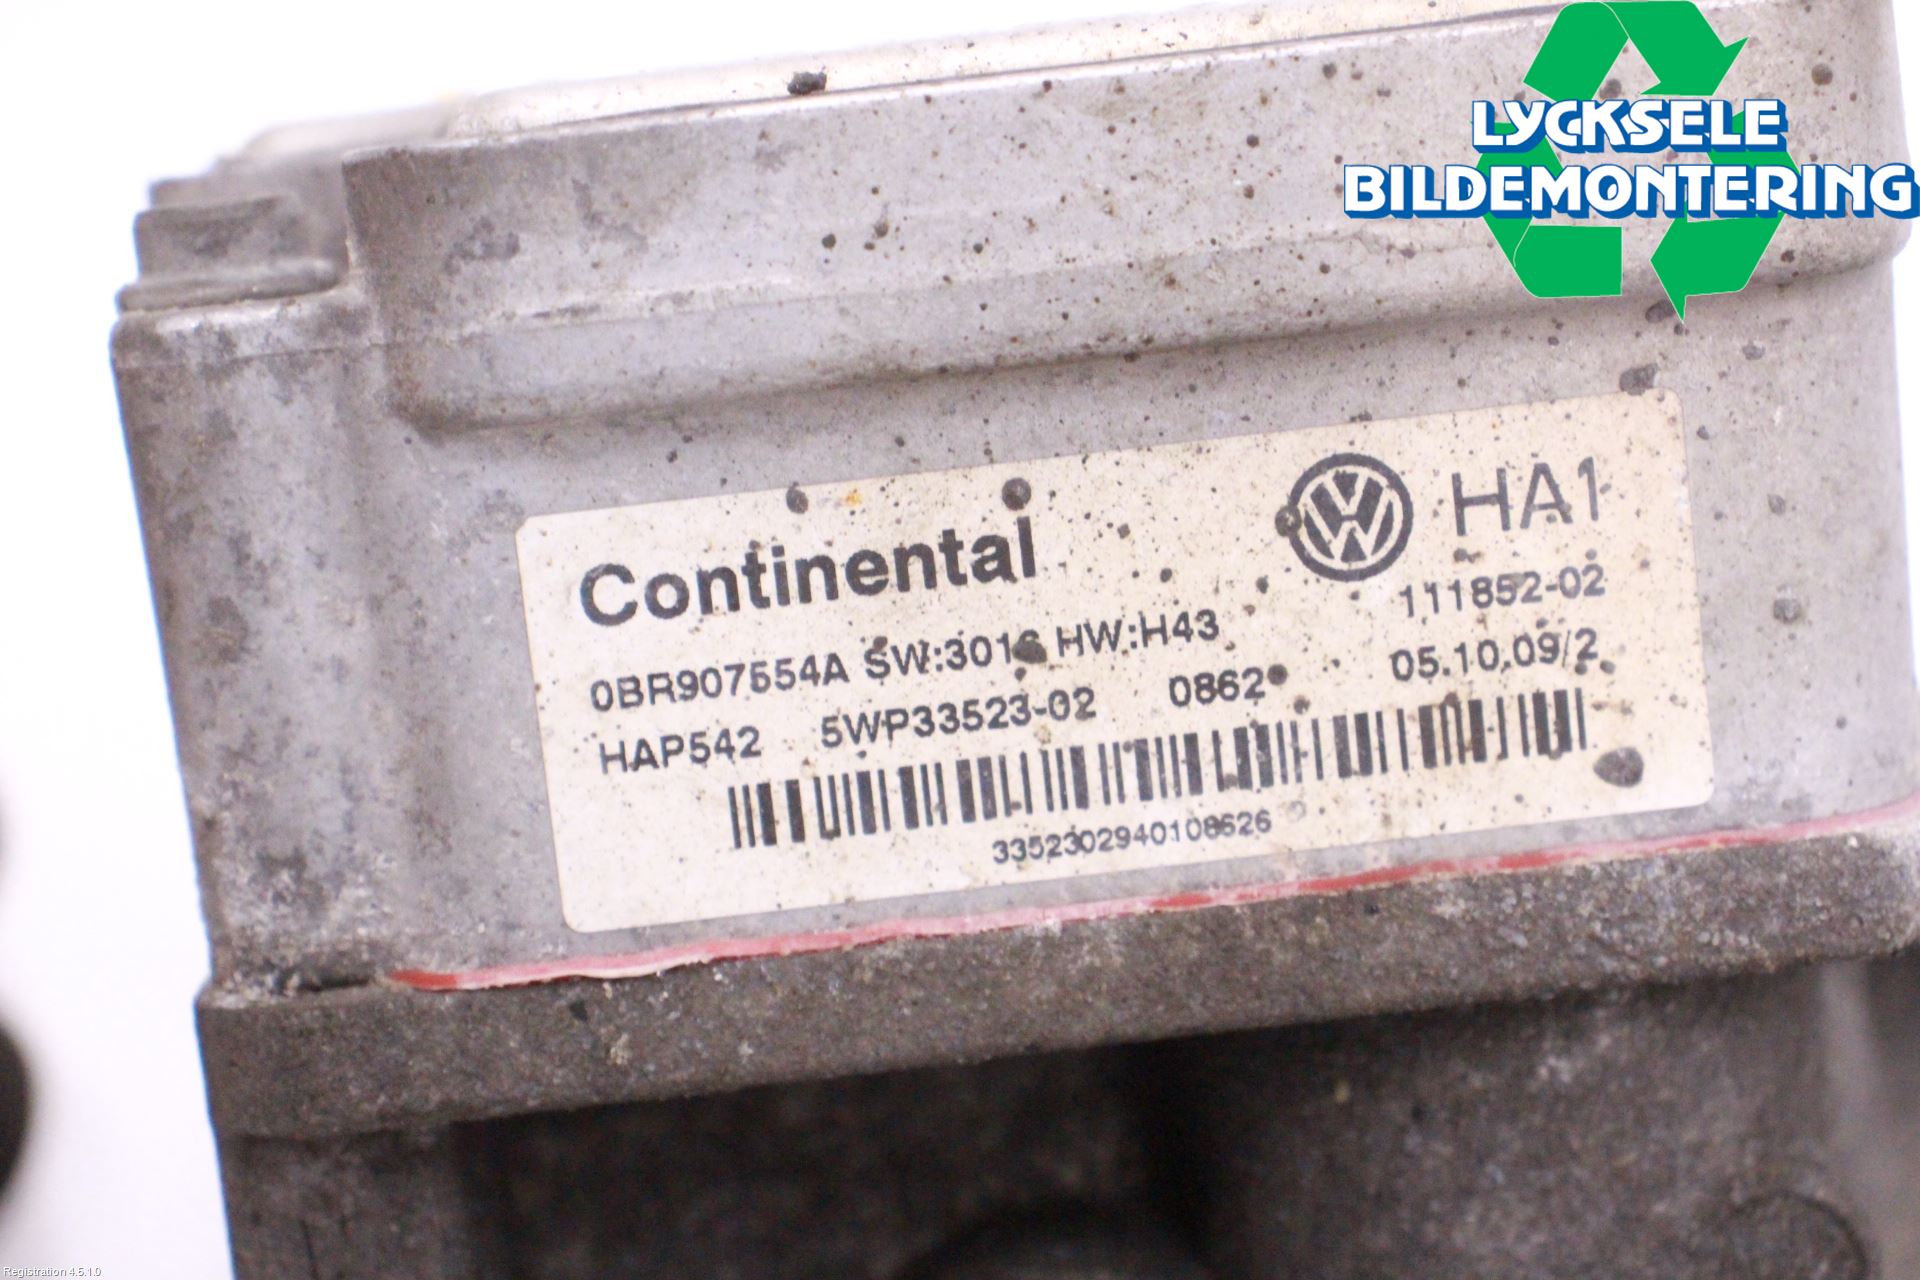 LYCKSELE
BILDEMONTERING
Continental
HA1
111852-02
0BR907554A SW:3016 HW:H43
05.10.09/2
HAP542 5WP33523-02 0862
3352302940108626
Registration 4.5.1.0